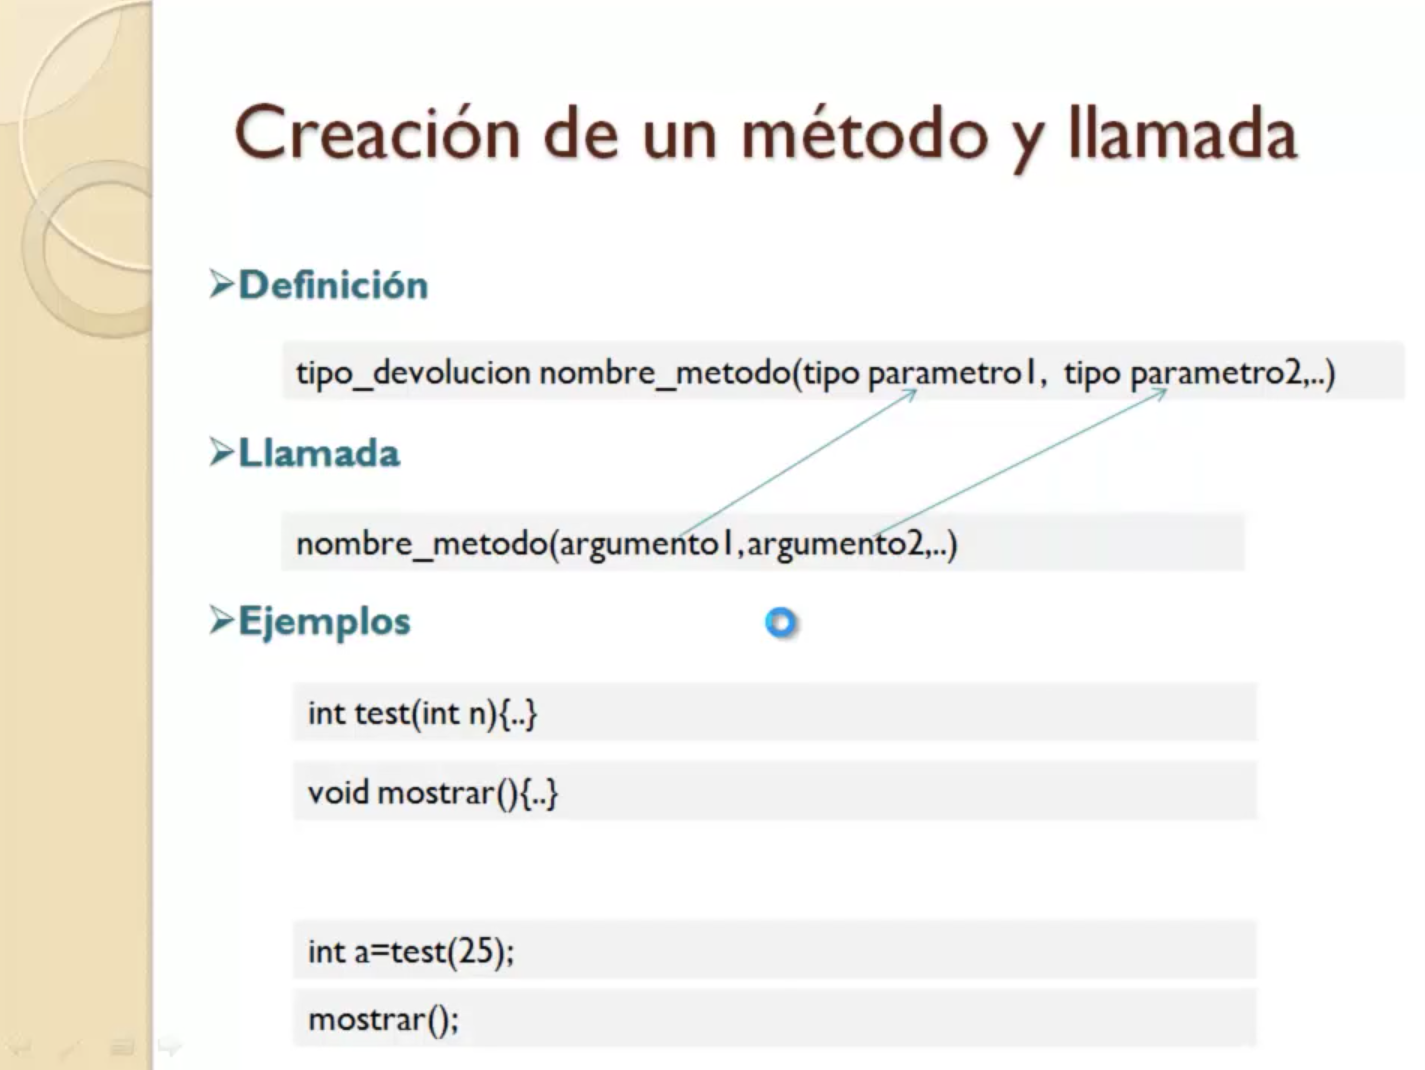 Creación de un método y llamada
➢Definición
tipo_devolucion nombre_metodo(tipo parametro1, tipo parametro2,..)
➢Llamada
nombre_metodo(argumento1,argumento2,..)
➢Ejemplos
int test(int n){..}
void mostrar(){..}
int a=test(25);
mostrar();